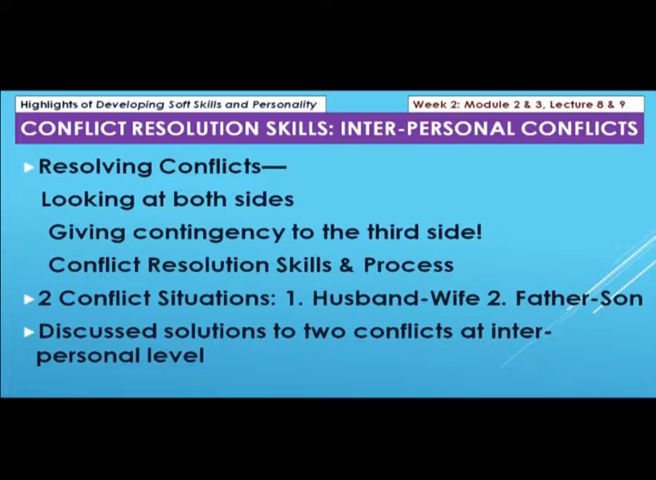 Highlights of Developing Soft Skills and Personality
Week 2: Module 2 & 3, Lecture 8 & 9
CONFLICT RESOLUTION SKILLS: INTER-PERSONAL CONFLICTS
Resolving Conflicts—
Looking at both sides
Giving contingency to the third side!
Conflict Resolution Skills & Process
2 Conflict Situations: 1. Husband-Wife 2. Father-Son
Discussed solutions to two conflicts at inter-
personal level